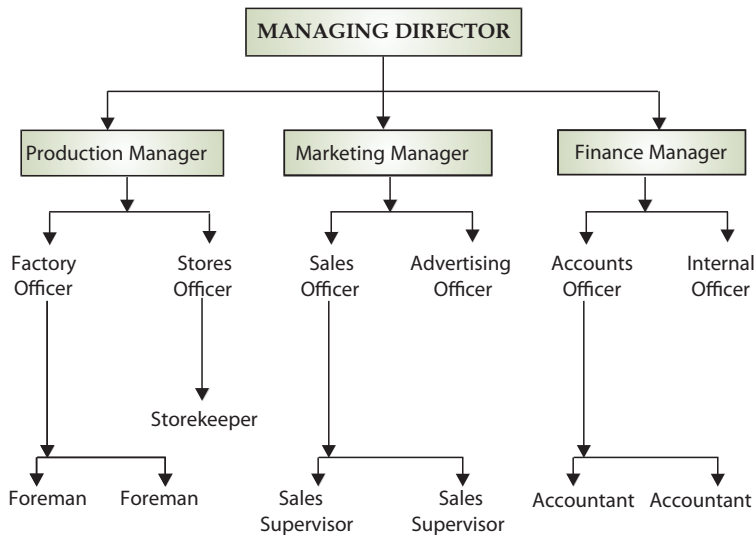 MANAGING DIRECTOR
Production Manager
Marketing Manager
Finance Manager
Factory
Officer
Stores
Officer
Sales
Officer
Advertising
Officer
Accounts
Officer
Internal
Officer
Storekeeper
Foreman
Foreman
Sales
Supervisor
Sales
Supervisor
Accountant
Accountant